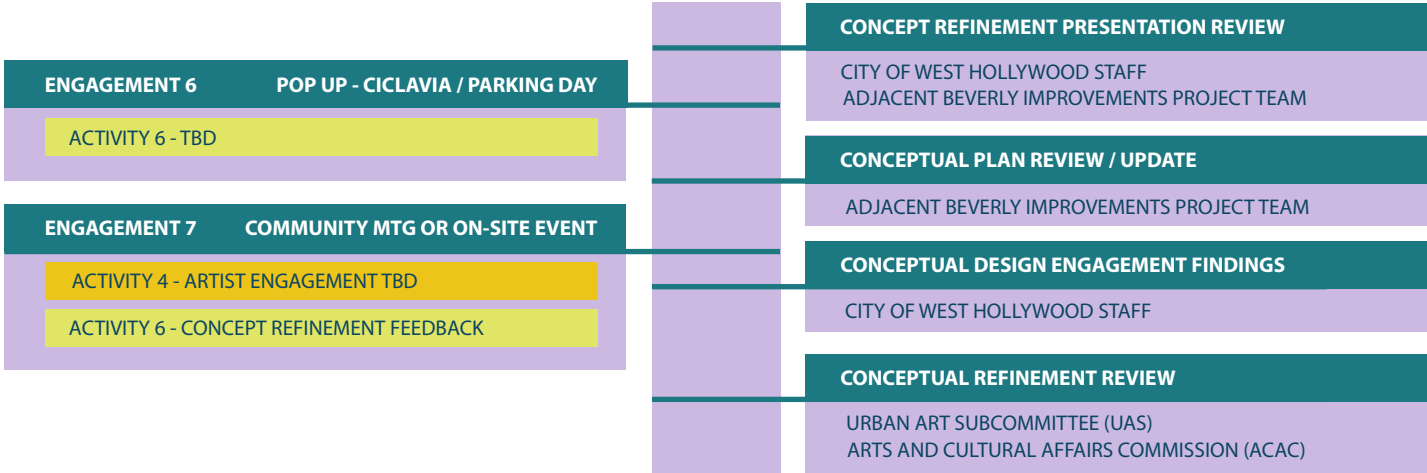 ENGAGEMENT 6 POP UP - CICLAVIA / PARKING DAY
ACTIVITY 6 - TBD
ENGAGEMENT 7 COMMUNITY MTG OR ON-SITE EVENT
ACTIVITY 4 - ARTIST ENGAGEMENT TBD
ACTIVITY 6 - CONCEPT REFINEMENT FEEDBACK
CONCEPT REFINEMENT PRESENTATION REVIEW
CITY OF WEST HOLLYWOOD STAFF
ADJACENT BEVERLY IMPROVEMENTS PROJECT TEAM
CONCEPTUAL PLAN REVIEW / UPDATE
ADJACENT BEVERLY IMPROVEMENTS PROJECT TEAM
CONCEPTUAL DESIGN ENGAGEMENT FINDINGS
CITY OF WEST HOLLYWOOD STAFF
CONCEPTUAL REFINEMENT REVIEW
URBAN ART SUBCOMMITTEE (UAS)
ARTS AND CULTURAL AFFAIRS COMMISSION (ACAC)